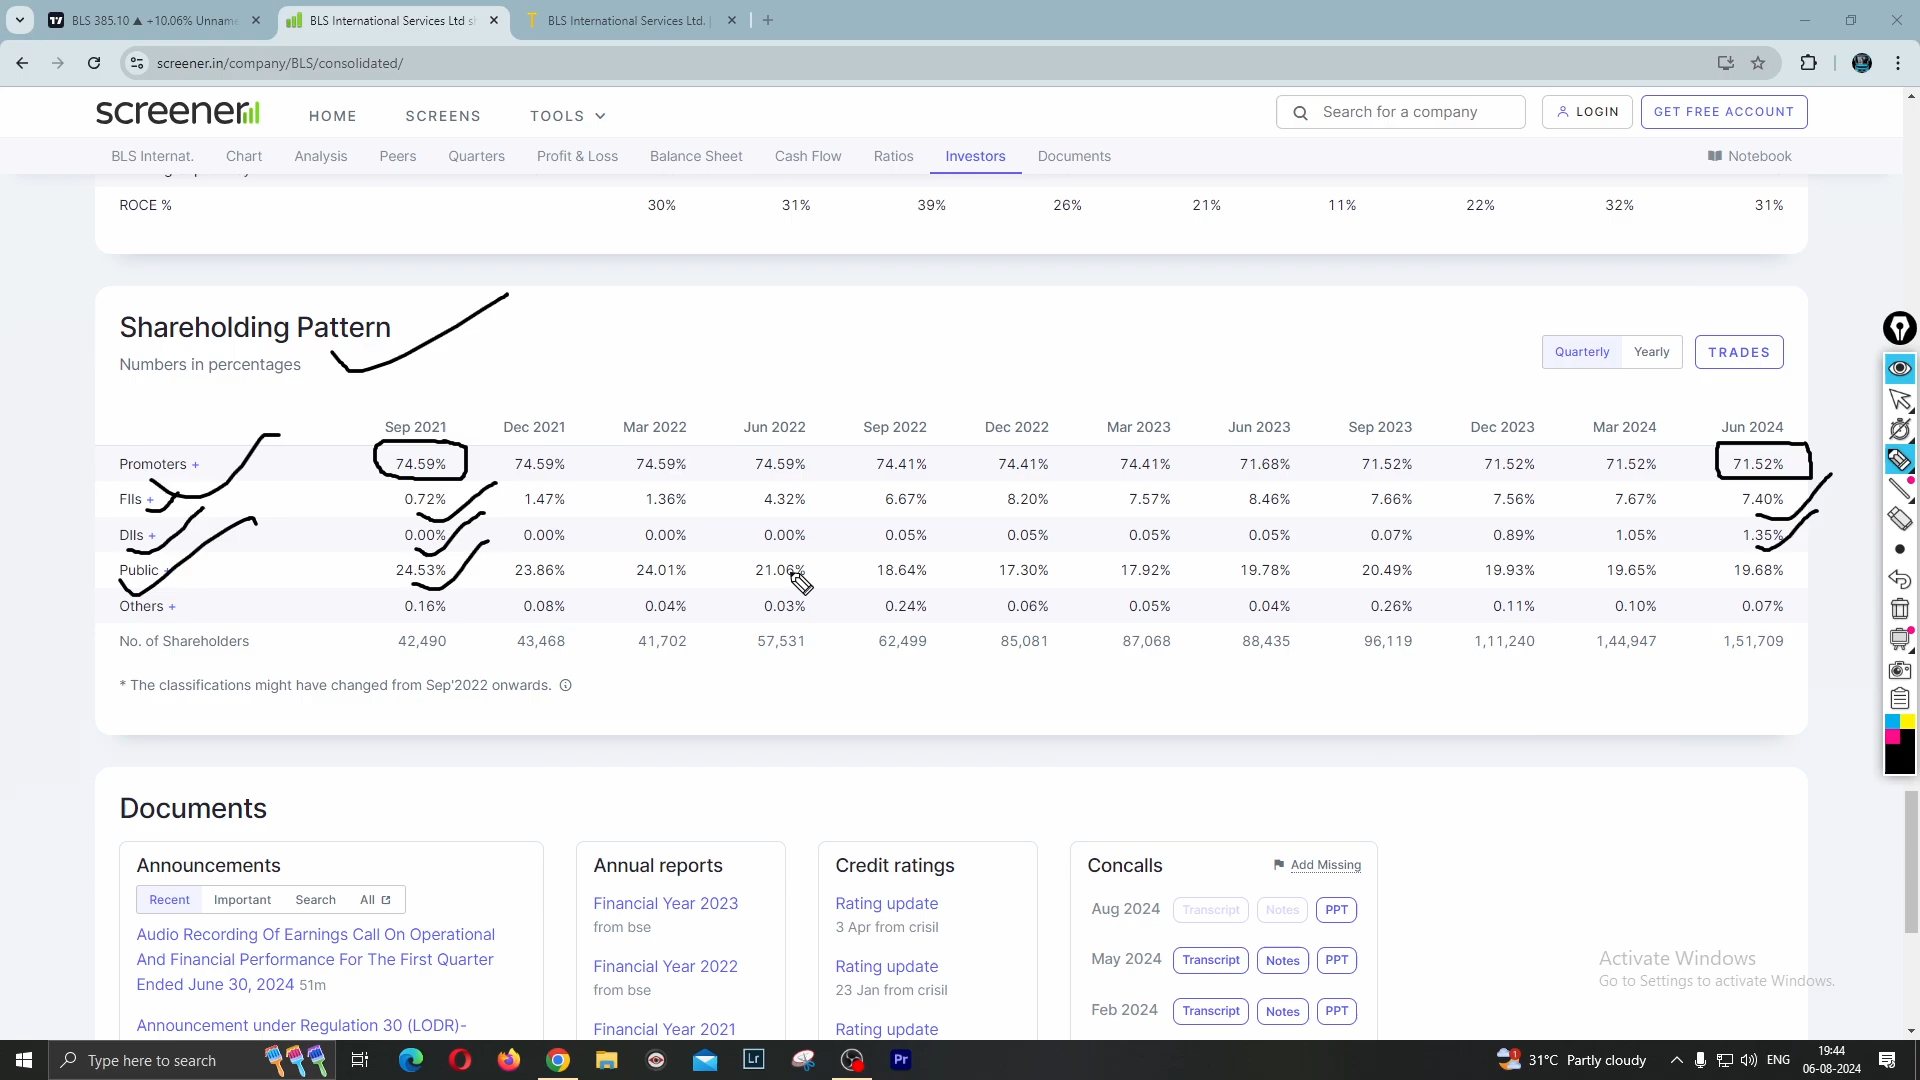 BLS 385.10 ▲ +10.06% Unname
BLS International Services Ltd sh
BLS International Services Ltd. |
screener.in/company/BLS/consolidated/
screener
HOME
SCREENS
TOOLS
Search for a company
LOGIN
GET FREE ACCOUNT
BLS Internat. Chart Analysis Peers Quarters Profit & Loss Balance Sheet Cash Flow Ratios Investors Documents Notebook
ROCE % 30% 31% 39% 26% 21% 11% 22% 32% 31%
Shareholding Pattern
Numbers in percentages
Quarterly Yearly TRADES
Sep 2021 Dec 2021 Mar 2022 Jun 2022 Sep 2022 Dec 2022 Mar 2023 Jun 2023 Sep 2023 Dec 2023 Mar 2024 Jun 2024
Promoters + 74.59% 74.59% 74.59% 74.59% 74.41% 74.41% 74.41% 71.68% 71.52% 71.52% 71.52% 71.52%
FIIs + 0.72% 1.47% 1.36% 4.32% 6.67% 8.20% 7.57% 8.46% 7.66% 7.56% 7.67% 7.40%
DIIs + 0.00% 0.00% 0.00% 0.00% 0.05% 0.05% 0.05% 0.05% 0.07% 0.89% 1.05% 1.35%
Public + 24.53% 23.86% 24.01% 21.06% 18.64% 17.30% 17.92% 19.78% 20.49% 19.93% 19.65% 19.68%
Others + 0.16% 0.08% 0.04% 0.03% 0.24% 0.06% 0.05% 0.04% 0.26% 0.11% 0.10% 0.07%
No. of Shareholders 42,490 43,468 41,702 57,531 62,499 85,081 87,068 88,435 96,119 1,11,240 1,44,947 1,51,709
* The classifications might have changed from Sep'2022 onwards.
Documents
Announcements
Recent Important Search All
Audio Recording Of Earnings Call On Operational
And Financial Performance For The First Quarter
Ended June 30, 2024 51m
Announcement under Regulation 30 (LODR)-
Annual reports
Financial Year 2023
from bse
Financial Year 2022
from bse
Financial Year 2021
Credit ratings
Rating update
3 Apr from crisil
Rating update
23 Jan from crisil
Rating update
Concalls
Add Missing
Aug 2024 Transcript Notes PPT
May 2024 Transcript Notes PPT
Feb 2024 Transcript Notes PPT
Activate Windows
Go to Settings to activate Windows.
Type here to search
Lr
Pr
1
31°C Partly cloudy
ENG
19:44
06-08-2024